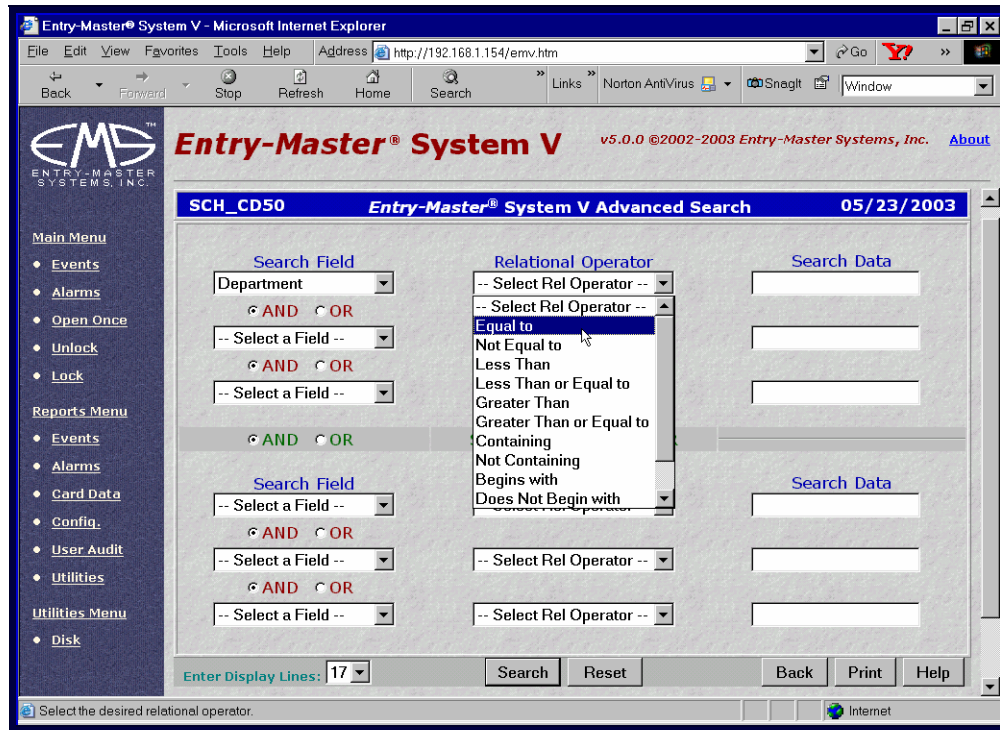 Entry-Master® System V - Microsoft Internet Explorer
File Edit View Favorites Tools Help Address http://192.168.1.154/emv.htm Go Y? »
Back Forward Stop Refresh Home Search » Links » Norton AntiVirus SnagIt Window
EMS™
ENTRY-MASTER
SYSTEMS, INC.
Entry-Master® System V v5.0.0 ©2002-2003 Entry-Master Systems, Inc. About
SCH_CD50 Entry-Master® System V Advanced Search 05/23/2003
Main Menu
• Events
• Alarms
• Open Once
• Unlock
• Lock
Reports Menu
• Events
• Alarms
• Card Data
• Config.
• User Audit
• Utilities
Utilities Menu
• Disk
Search Field Relational Operator Search Data
Department -- Select Rel Operator --
AND OR
-- Select a Field --
AND OR
-- Select a Field --
-- Select Rel Operator --
Equal to
Not Equal to
Less Than
Less Than or Equal to
Greater Than
Greater Than or Equal to
Containing
Not Containing
Begins with
Does Not Begin with
AND OR
Search Field Search Data
-- Select a Field --
AND OR
-- Select a Field -- -- Select Rel Operator --
AND OR
-- Select a Field -- -- Select Rel Operator --
Enter Display Lines: 17 Search Reset Back Print Help
Select the desired relational operator. Internet